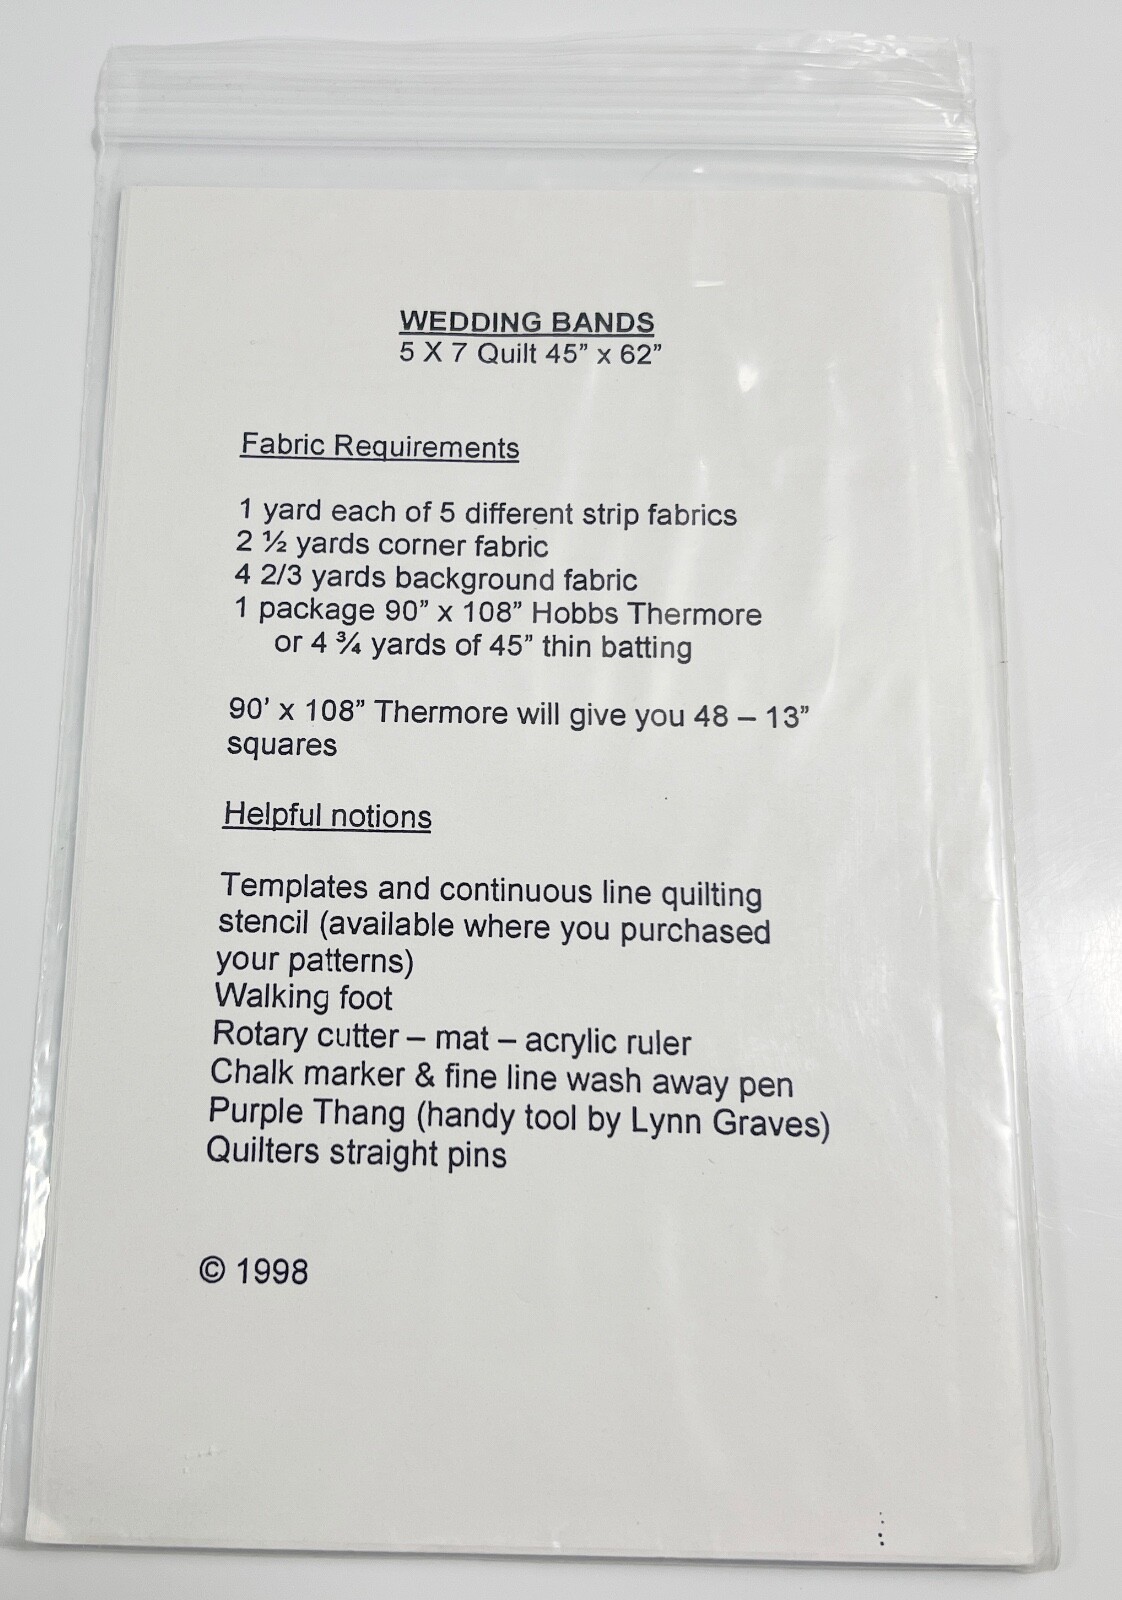 WEDDING BANDS
5 X 7 Quilt 45” x 62”
Fabric Requirements
1 yard each of 5 different strip fabrics
2 ½ yards corner fabric
4 2/3 yards background fabric
1 package 90” x 108” Hobbs Thermore
or 4 ¾ yards of 45” thin batting
90’ x 108” Thermore will give you 48 – 13”
squares
Helpful notions
Templates and continuous line quilting
stencil (available where you purchased
your patterns)
Walking foot
Rotary cutter – mat – acrylic ruler
Chalk marker & fine line wash away pen
Purple Thang (handy tool by Lynn Graves)
Quilters straight pins
© 1998